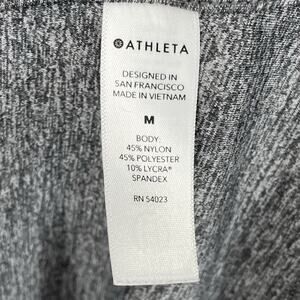 ATHLETA
DESIGNED IN
SAN FRANCISCO
MADE IN VIETNAM
M
BODY:
45% NYLON
45% POLYESTER
10% LYCRA®
SPANDEX
RN 54023